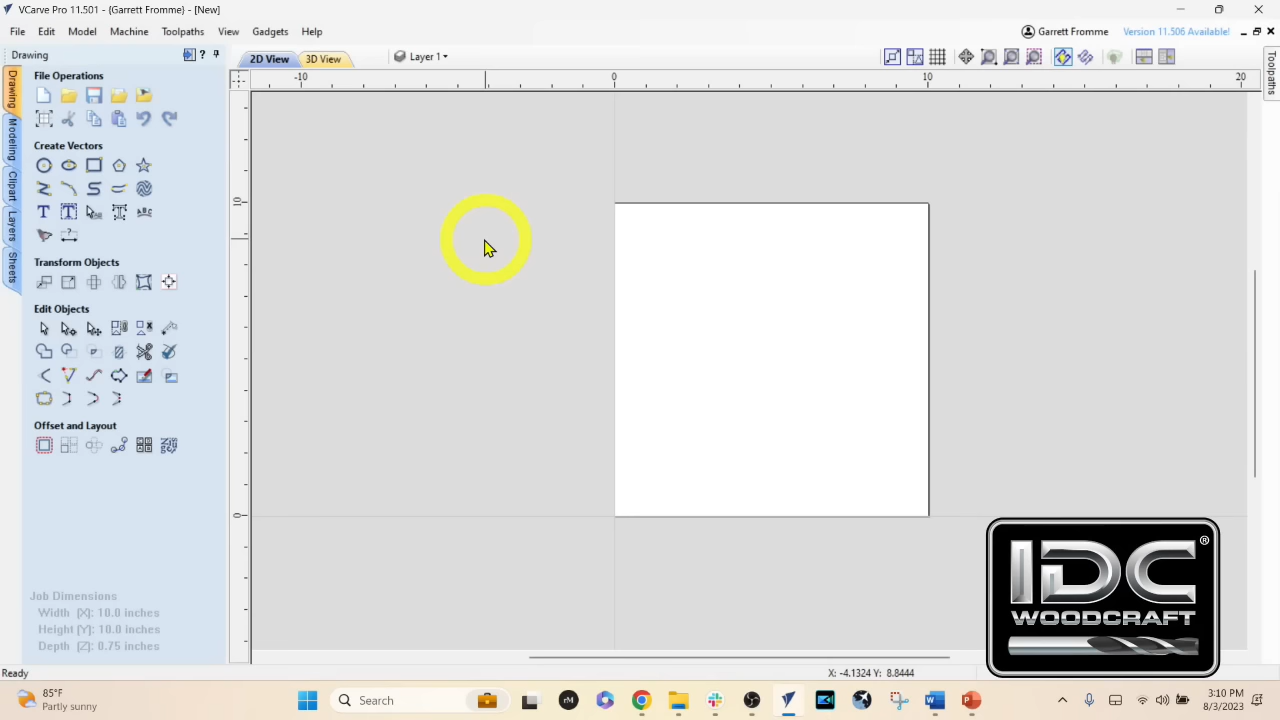 VCarve Pro 11.501 - {Garrett Fromme} - [New]
File Edit Model Machine Toolpaths View Gadgets Help
Garrett Fromme Version 11.506 Available!
Drawing
2D View 3D View Layer 1
-10 0 10 20
Drawing
Modeling
Clipart
Layers
Sheets
File Operations
Create Vectors
Transform Objects
Edit Objects
Offset and Layout
Toolpaths
10
0
Job Dimensions
Width [X]: 10.0 inches
Height [Y]: 10.0 inches
Depth [Z]: 0.75 inches
IDC ®
WOODCRAFT
Ready
X: -4.1324 Y: 8.8444
85°F
Partly sunny
Search
3:10 PM
8/3/2023